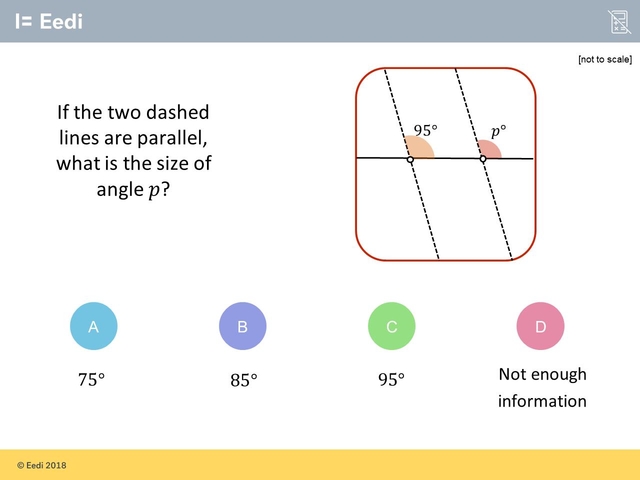 Eedi
[not to scale]
If the two dashed
lines are parallel,
what is the size of
angle 𝑝?
95°
𝑝°
A
B
C
D
75°
85°
95°
Not enough
information
© Eedi 2018